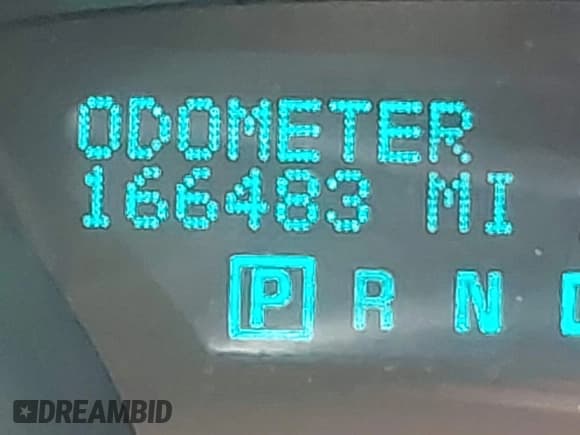 ODOMETER
166483 MI
P R N
DREAMBID